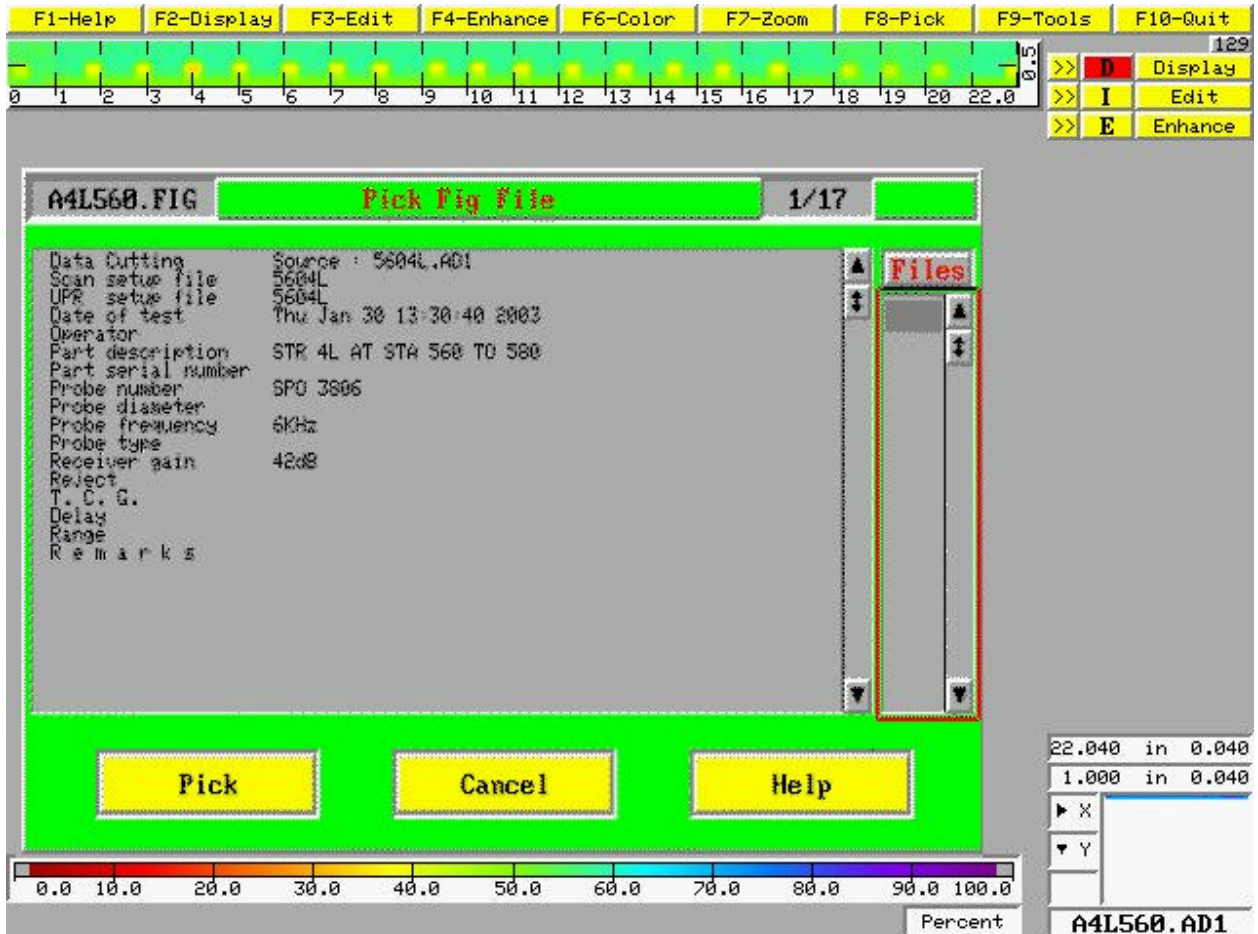 F1-Help F2-Display F3-Edit F4-Enhance F6-Color F7-Zoom F8-Pick F9-Tools F10-Quit
129
0.5
>> D Display
0 1 2 3 4 5 6 7 8 9 10 11 12 13 14 15 16 17 18 19 20 22.0
>> I Edit
>> E Enhance
A4L560.FIG Pick Fig File 1/17
Files
Data Cutting Source : 5604L.AD1
Scan setup file 5604L
UPR setup file 5604L
Date of test Thu Jan 30 13:30:40 2003
Operator
Part description STR 4L AT STA 560 TO 580
Part serial number
Probe number SPO 3806
Probe diameter
Probe frequency 6KHz
Probe type
Receiver gain 42dB
Reject
T. C. G.
Delay
Range
R e m a r k s
Pick Cancel Help
22.040 in 0.040
1.000 in 0.040
X
Y
0.0 10.0 20.0 30.0 40.0 50.0 60.0 70.0 80.0 90.0 100.0
Percent
A4L560.AD1